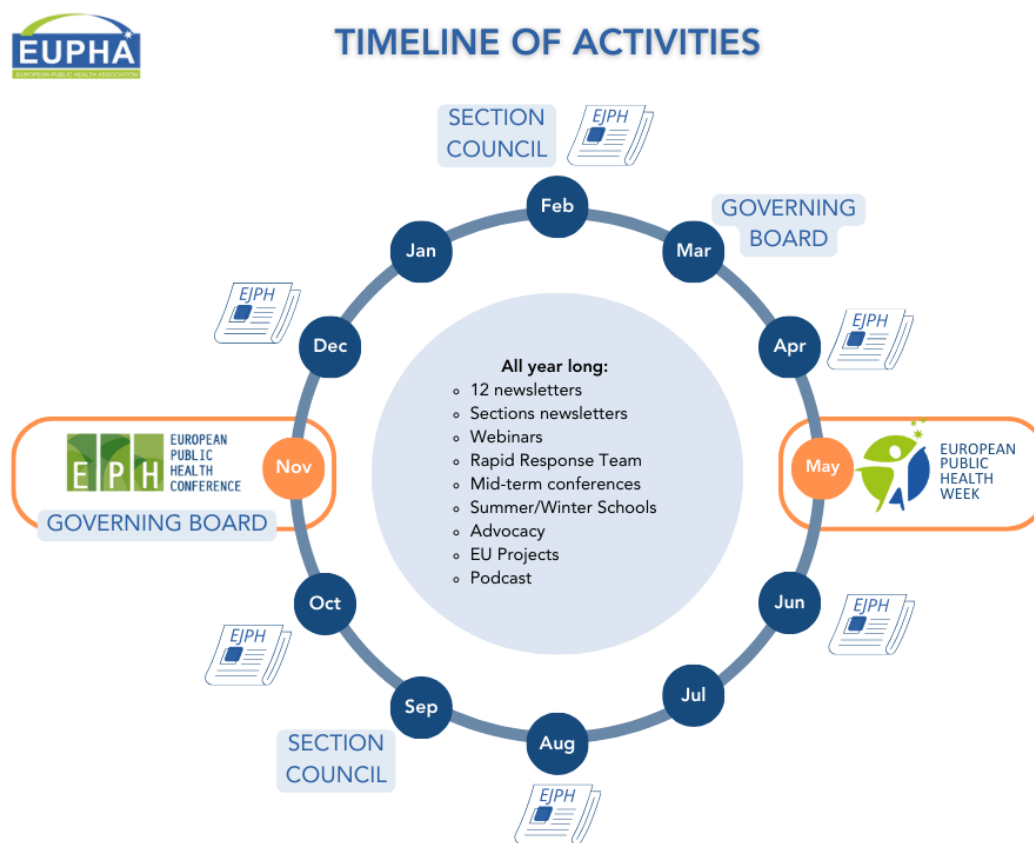 EUPHA
EUROPEAN PUBLIC HEALTH ASSOCIATION
TIMELINE OF ACTIVITIES
SECTION
COUNCIL
EJPH
Feb
GOVERNING
BOARD
Jan
Mar
EJPH
EJPH
Dec
Apr
All year long:
12 newsletters
Sections newsletters
Webinars
Rapid Response Team
Mid-term conferences
Summer/Winter Schools
Advocacy
EU Projects
Podcast
EPH
EUROPEAN
PUBLIC
HEALTH
CONFERENCE
Nov
GOVERNING BOARD
May
EUROPEAN
PUBLIC
HEALTH
WEEK
Oct
Jun
EJPH
EJPH
Sep
Jul
SECTION
COUNCIL
Aug
EJPH